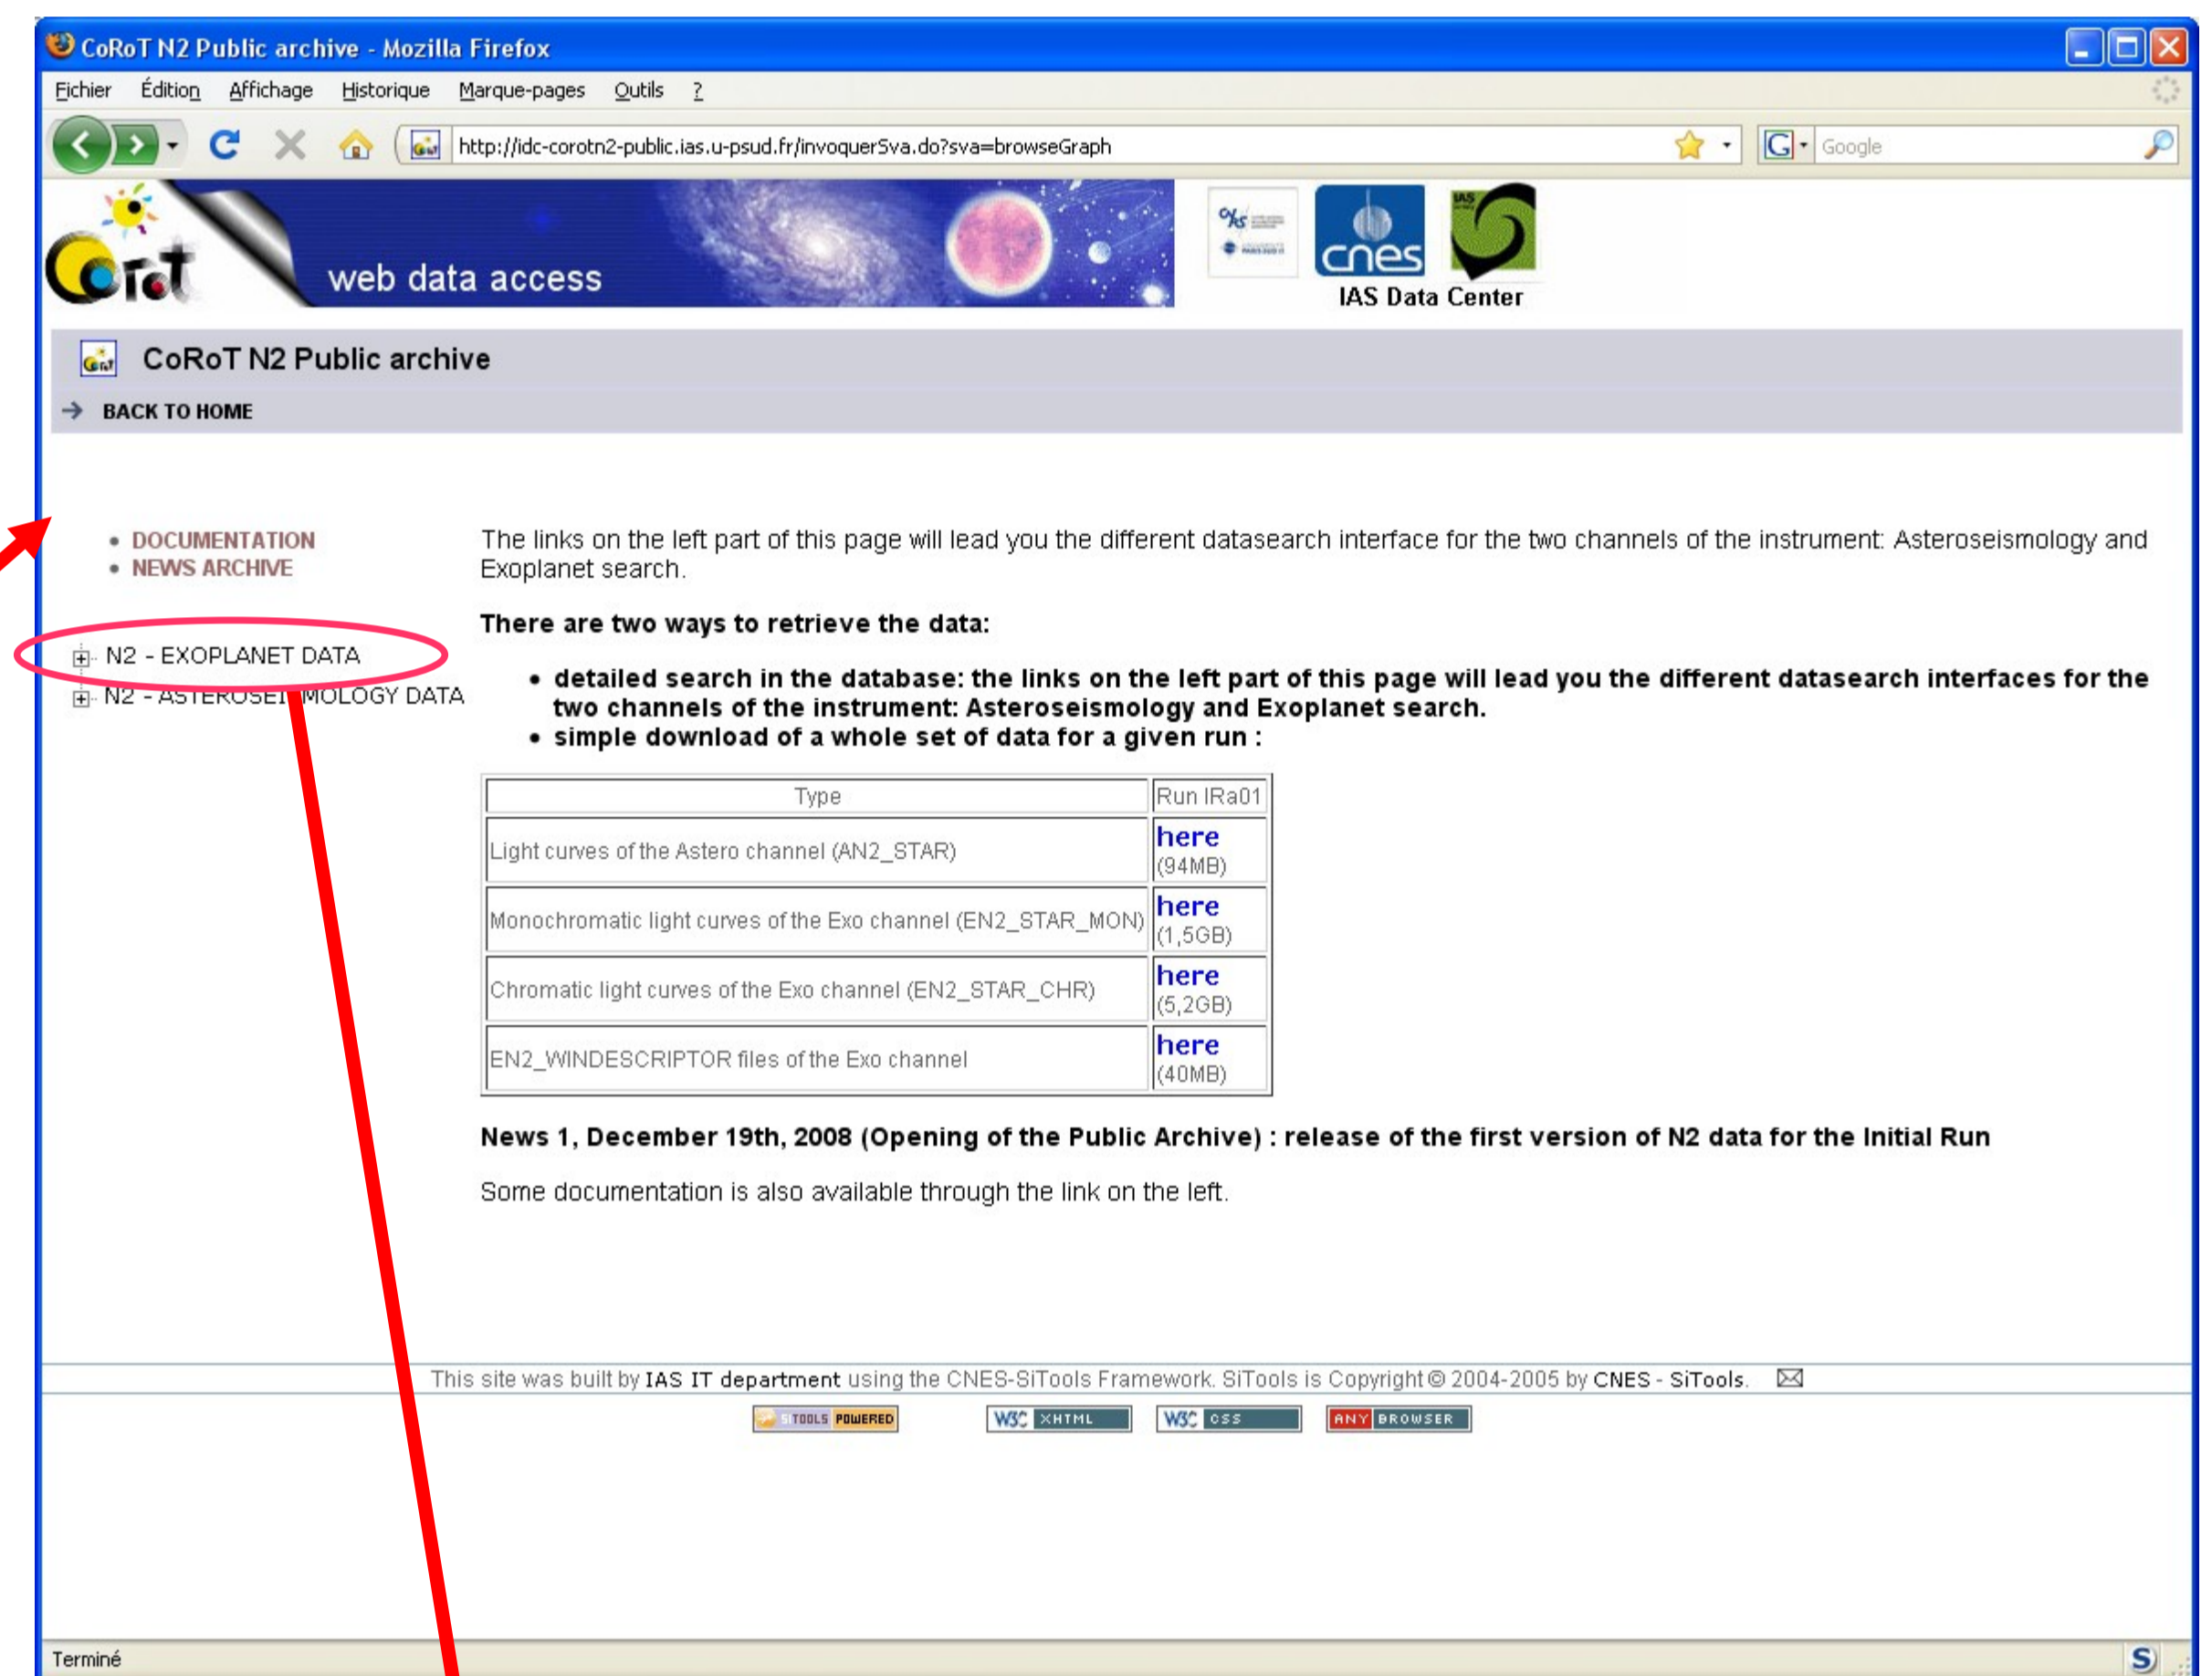 CoRoT N2 Public archive - Mozilla Firefox
Fichier Édition Affichage Historique Marque-pages Outils ?
http://idc-corotn2-public.ias.u-psud.fr/invoquerSva.do?sva=browseGraph
G Google
Corot
web data access
cnes
IAS
IAS Data Center
CoRoT N2 Public archive
BACK TO HOME
• DOCUMENTATION
• NEWS ARCHIVE
N2 - EXOPLANET DATA
N2 - ASTEROSEISMOLOGY DATA
The links on the left part of this page will lead you the different datasearch interface for the two channels of the instrument: Asteroseismology and
Exoplanet search.
There are two ways to retrieve the data:
• detailed search in the database: the links on the left part of this page will lead you the different datasearch interfaces for the
two channels of the instrument: Asteroseismology and Exoplanet search.
• simple download of a whole set of data for a given run :
Type Run IRa01
Light curves of the Astero channel (AN2_STAR) here
(94MB)
Monochromatic light curves of the Exo channel (EN2_STAR_MON) here
(1,5GB)
Chromatic light curves of the Exo channel (EN2_STAR_CHR) here
(5,2GB)
EN2_WINDESCRIPTOR files of the Exo channel here
(40MB)
News 1, December 19th, 2008 (Opening of the Public Archive) : release of the first version of N2 data for the Initial Run
Some documentation is also available through the link on the left.
This site was built by IAS IT department using the CNES-SiTools Framework. SiTools is Copyright © 2004-2005 by CNES - SiTools.
SITOOLS POWERED W3C XHTML W3C CSS ANY BROWSER
Terminé
S